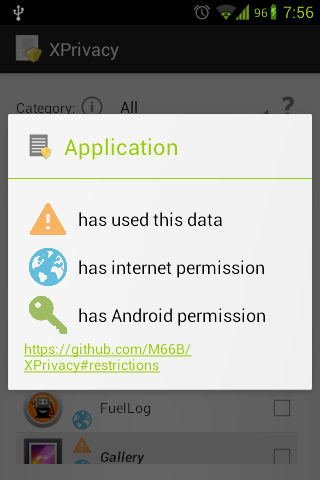 96 7:56
XPrivacy
Category: All ?
Application
has used this data
has internet permission
has Android permission
https://github.com/M66B/
XPrivacy#restrictions
FuelLog
Gallery